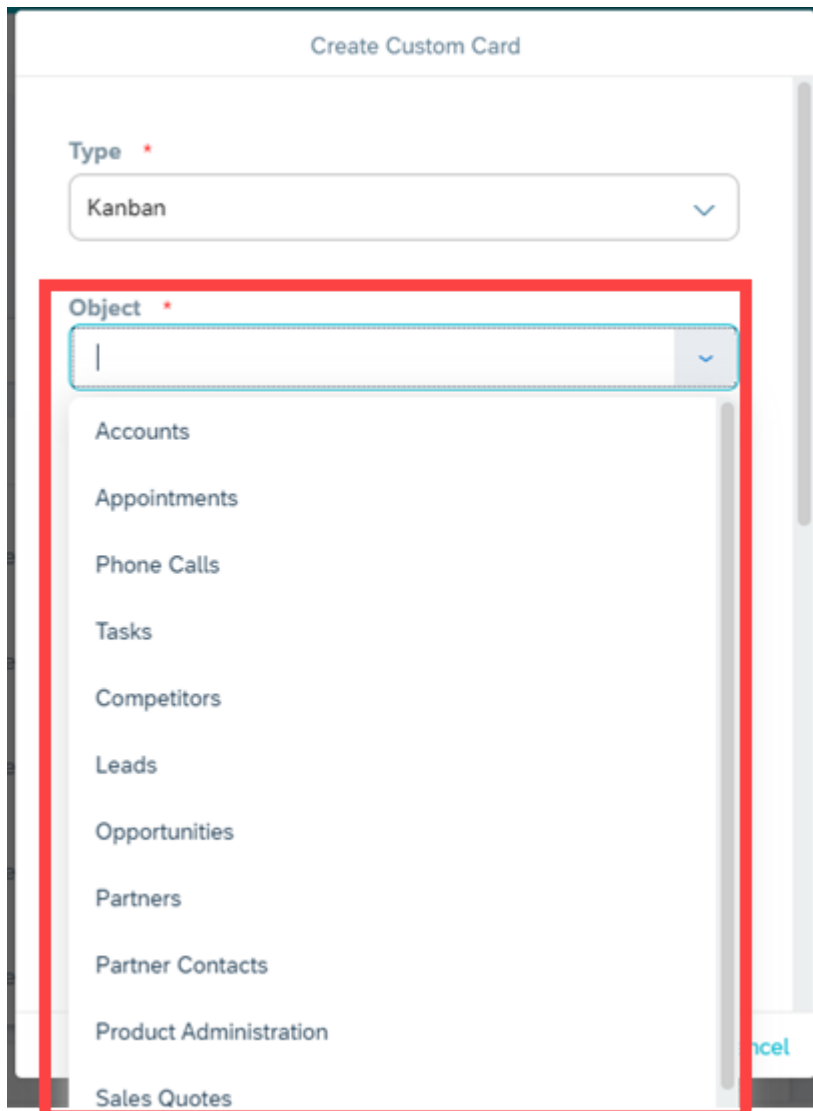 Create Custom Card
Type *
Kanban
Object *
Accounts
Appointments
Phone Calls
Tasks
Competitors
Leads
Opportunities
Partners
Partner Contacts
Product Administration
Sales Quotes
ncel